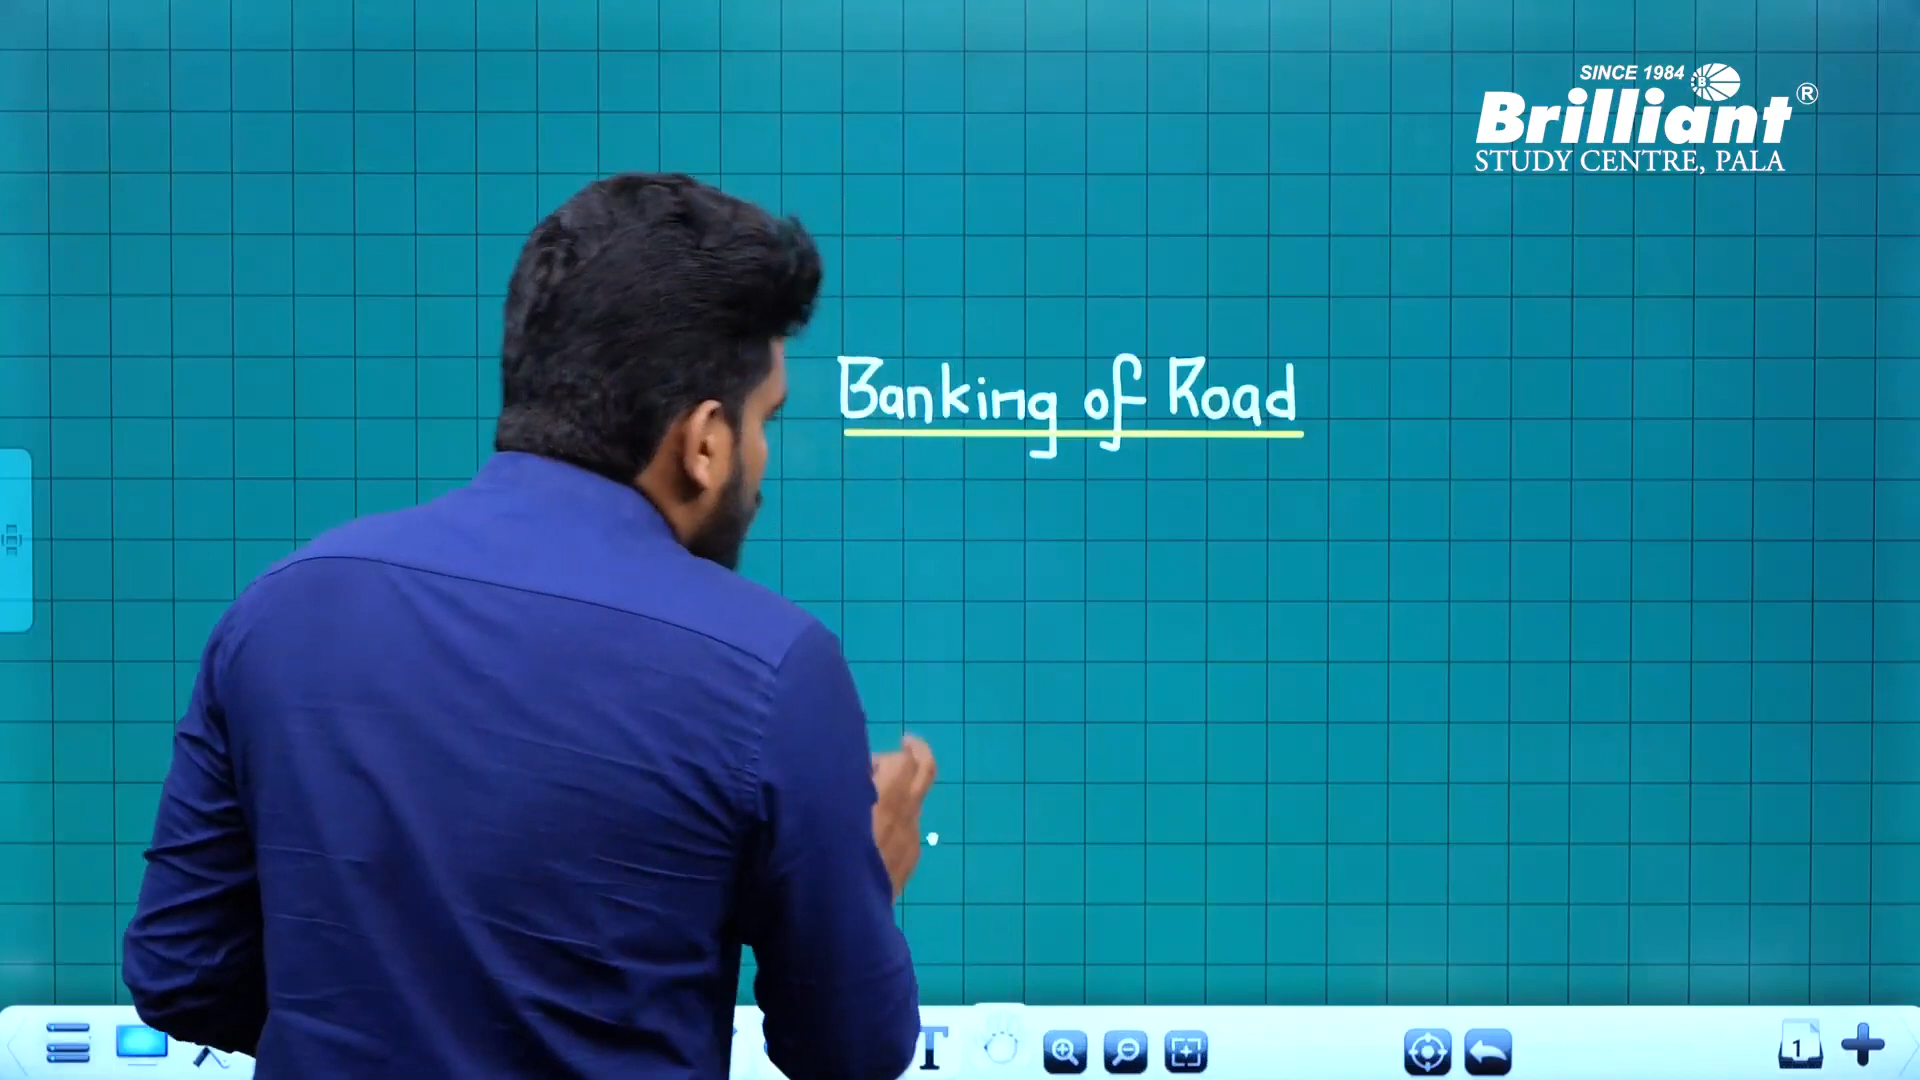 SINCE 1984
B
Brilliant®
STUDY CENTRE, PALA
Banking of Road
T
1